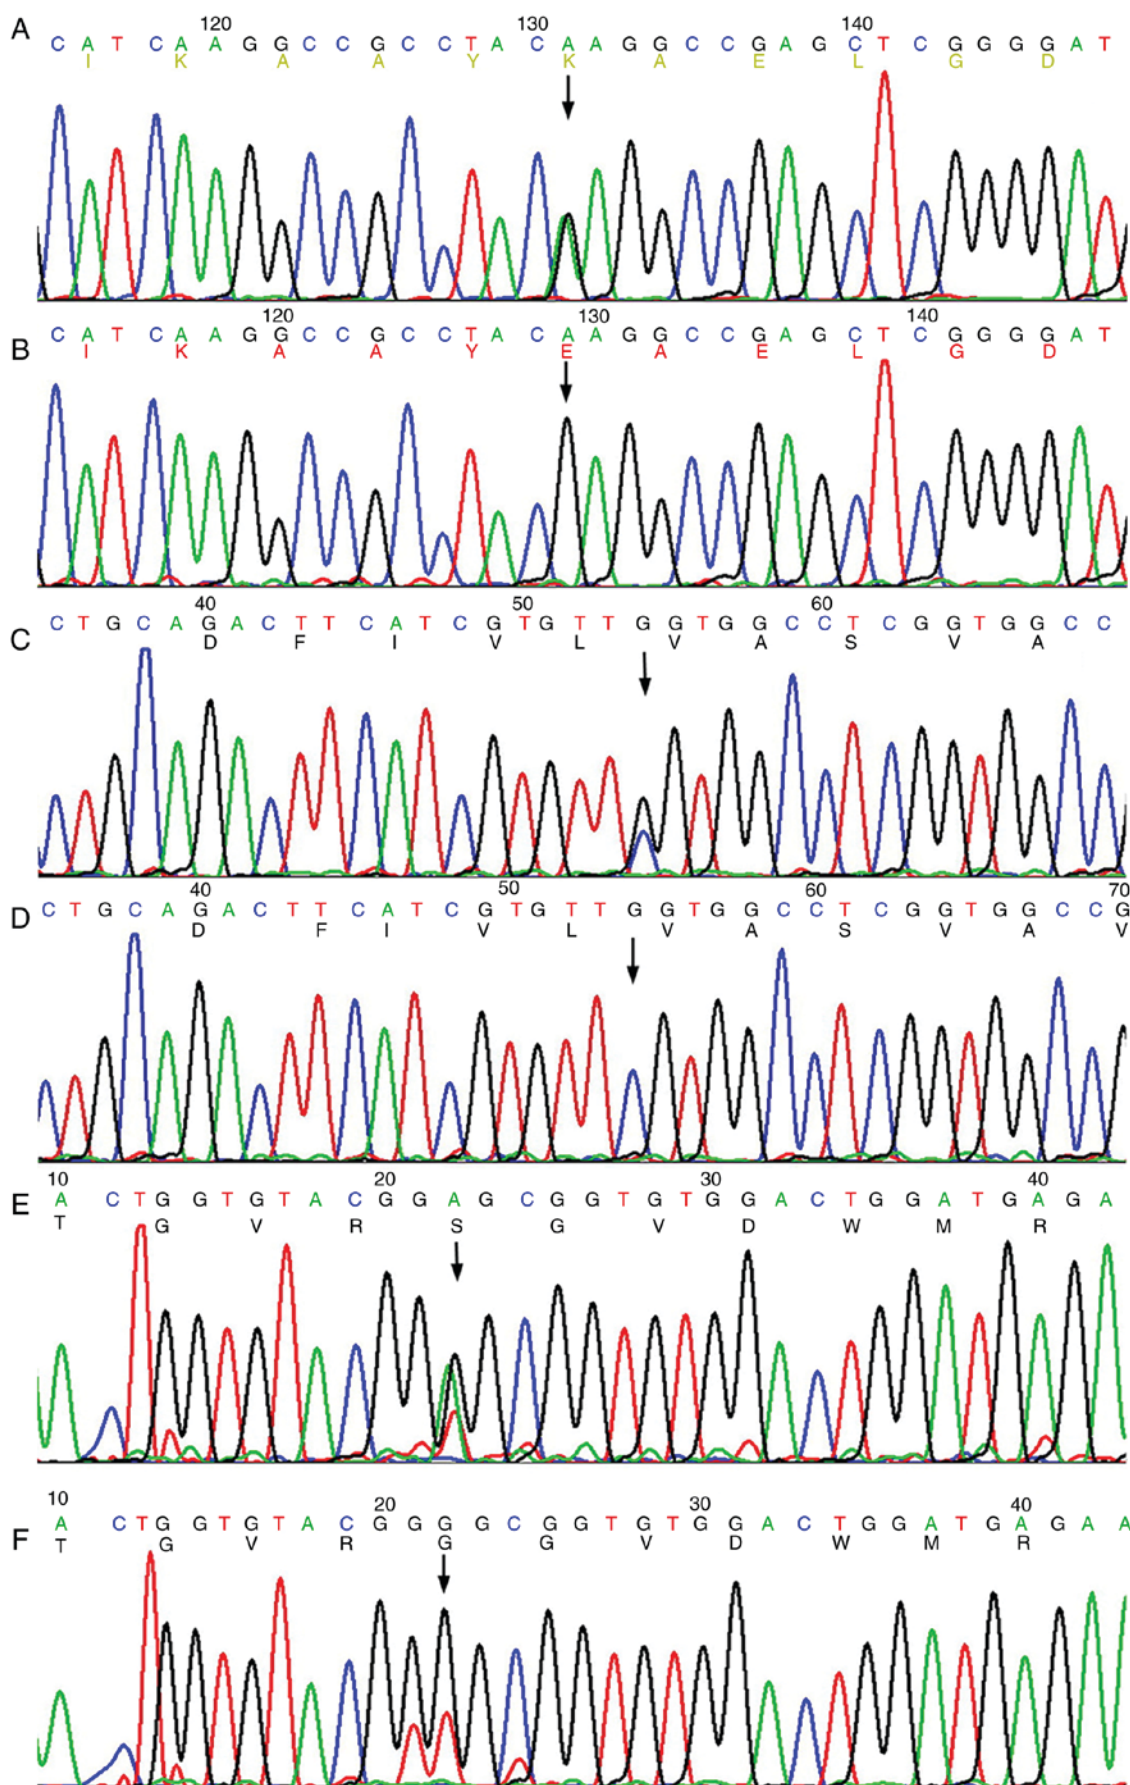 A
120 130 140
C A T C A A G G C C G C C T A C A A G G C C G A G C T C G G G G A T
I K A A Y K A E L G D
B
120 130 140
C A T C A A G G C C G C C T A C A A G G C C G A G C T C G G G G A T
I K A A Y E A E L G D
C
40 50 60
C T G C A G A C T T C A T C G T G T T G G T G G C C T C G G T G G C C
D F I V L V A S V A
D
40 50 60 70
C T G C A G A C T T C A T C G T G T T G G T G G C C T C G G T G G C C G
D F I V L V A S V A V
E
10 20 30 40
A C T G G T G T A C G G A G C G G T G T G G A C T G G A T G A G A
T G V R S G V D W M R
F
10 20 30 40
A C T G G T G T A C G G G G C G G T G T G G A C T G G A T G A G A A
T G V R G G V D W M R